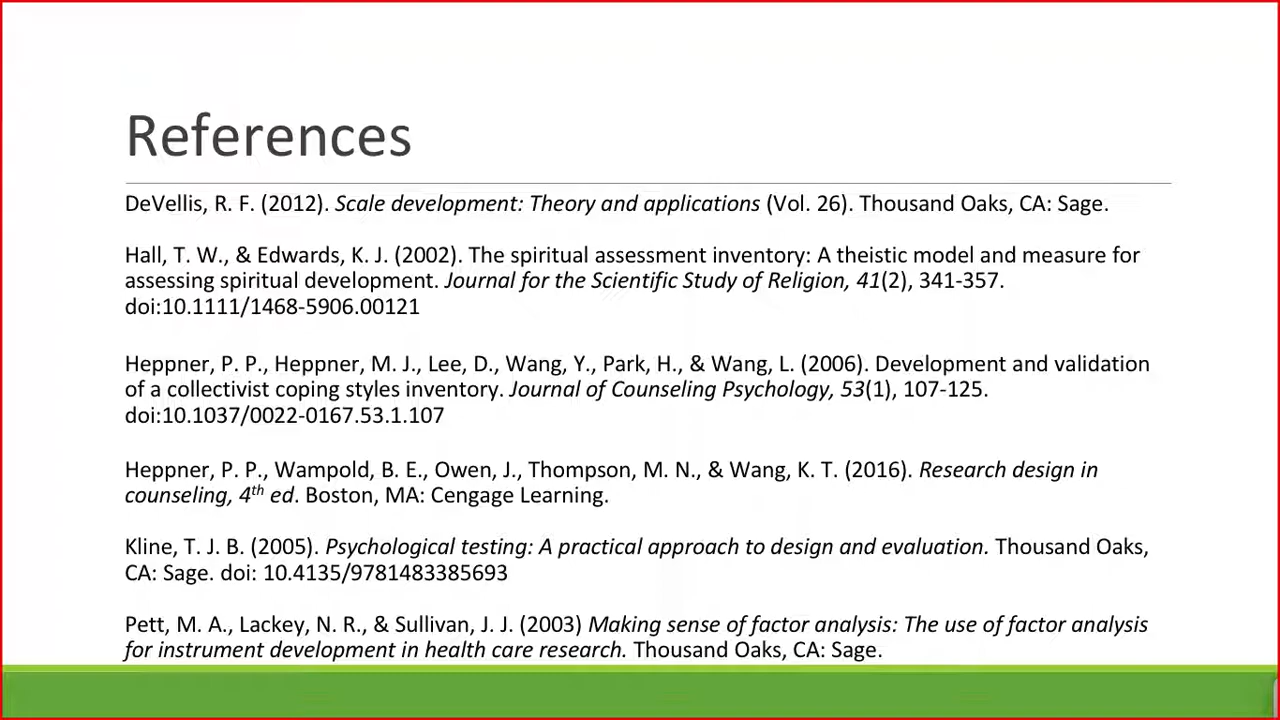 References
DeVellis, R. F. (2012). Scale development: Theory and applications (Vol. 26). Thousand Oaks, CA: Sage.
Hall, T. W., & Edwards, K. J. (2002). The spiritual assessment inventory: A theistic model and measure for
assessing spiritual development. Journal for the Scientific Study of Religion, 41(2), 341-357.
doi:10.1111/1468-5906.00121
Heppner, P. P., Heppner, M. J., Lee, D., Wang, Y., Park, H., & Wang, L. (2006). Development and validation
of a collectivist coping styles inventory. Journal of Counseling Psychology, 53(1), 107-125.
doi:10.1037/0022-0167.53.1.107
Heppner, P. P., Wampold, B. E., Owen, J., Thompson, M. N., & Wang, K. T. (2016). Research design in
counseling, 4th ed. Boston, MA: Cengage Learning.
Kline, T. J. B. (2005). Psychological testing: A practical approach to design and evaluation. Thousand Oaks,
CA: Sage. doi: 10.4135/9781483385693
Pett, M. A., Lackey, N. R., & Sullivan, J. J. (2003) Making sense of factor analysis: The use of factor analysis
for instrument development in health care research. Thousand Oaks, CA: Sage.